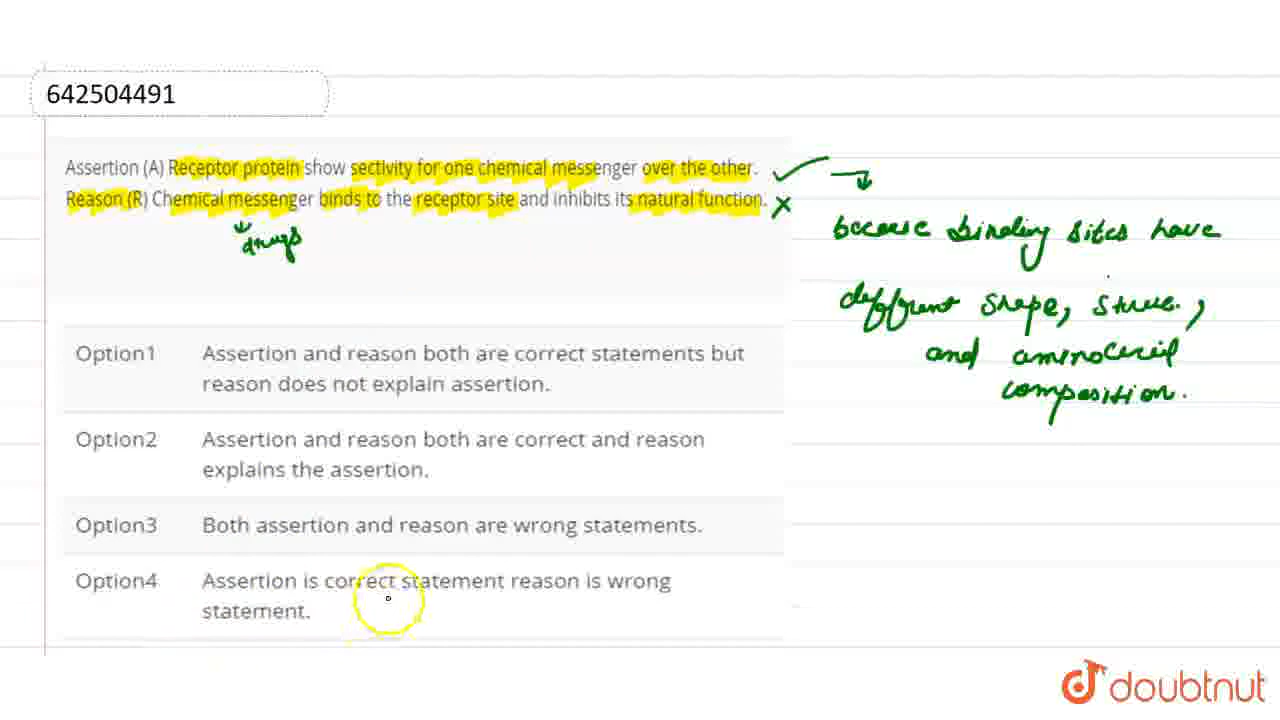 642504491
Assertion (A) Receptor protein show sectivity for one chemical messenger over the other.
Reason (R) Chemical messenger binds to the receptor site and inhibits its natural function.
drugs
because binding sites have
different shape, struc.,
and aminoacid
composition.
Option1 Assertion and reason both are correct statements but
reason does not explain assertion.
Option2 Assertion and reason both are correct and reason
explains the assertion.
Option3 Both assertion and reason are wrong statements.
Option4 Assertion is correct statement reason is wrong
statement.
doubtnut